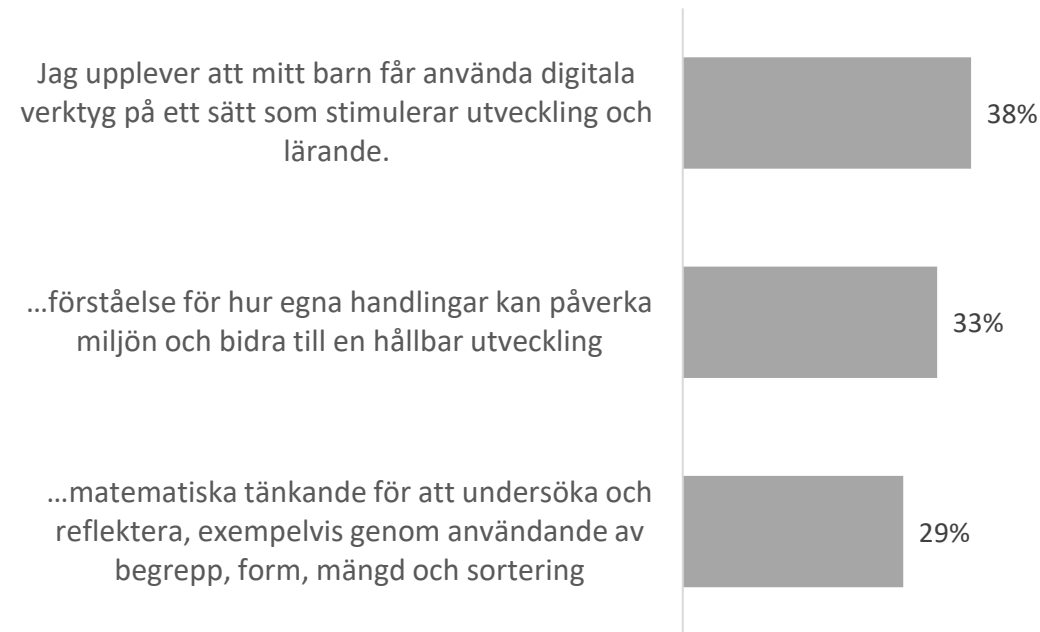 Jag upplever att mitt barn får använda digitala
verktyg på ett sätt som stimulerar utveckling och
lärande.
38%
…förståelse för hur egna handlingar kan påverka
miljön och bidra till en hållbar utveckling
33%
…matematiska tänkande för att undersöka och
reflektera, exempelvis genom användande av
begrepp, form, mängd och sortering
29%